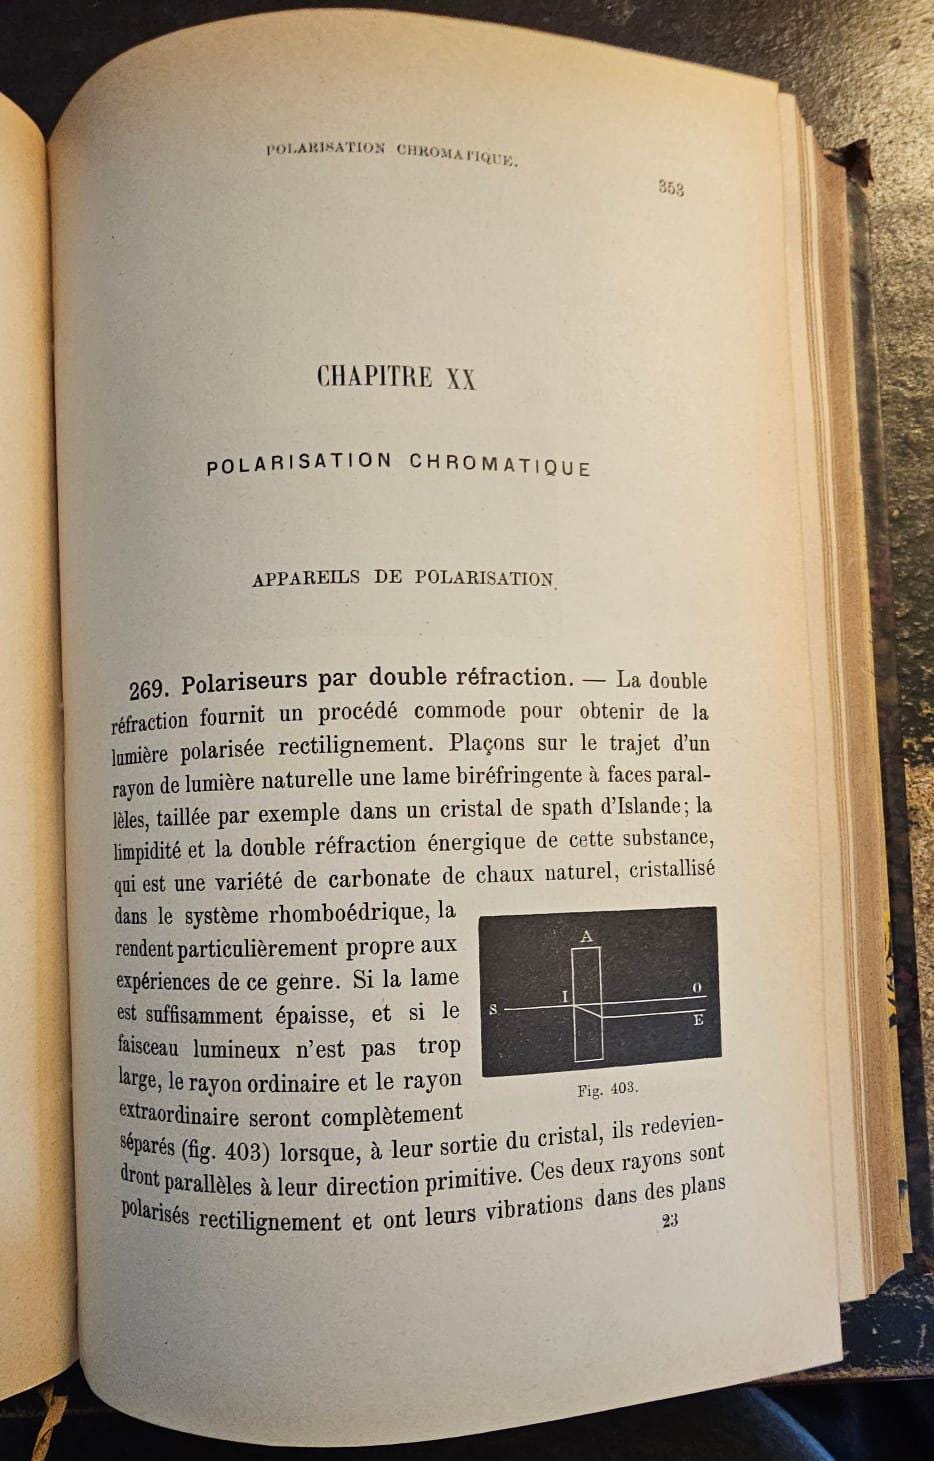 POLARISATION CHROMATIQUE.
353
CHAPITRE XX
POLARISATION CHROMATIQUE
APPAREILS DE POLARISATION.
269. Polariseurs par double réfraction. — La double
réfraction fournit un procédé commode pour obtenir de la
lumière polarisée rectilignement. Plaçons sur le trajet d'un
rayon de lumière naturelle une lame biréfringente à faces paral-
lèles, taillée par exemple dans un cristal de spath d'Islande; la
limpidité et la double réfraction énergique de cette substance,
qui est une variété de carbonate de chaux naturel, cristallisé
dans le système rhomboédrique, la
rendent particulièrement propre aux
expériences de ce genre. Si la lame
est suffisamment épaisse, et si le
faisceau lumineux n'est pas trop
large, le rayon ordinaire et le rayon
extraordinaire seront complètement
A
I
S
O
E
Fig. 403.
séparés (fig. 403) lorsque, à leur sortie du cristal, ils redevien-
dront parallèles à leur direction primitive. Ces deux rayons sont
polarisés rectilignement et ont leurs vibrations dans des plans
23